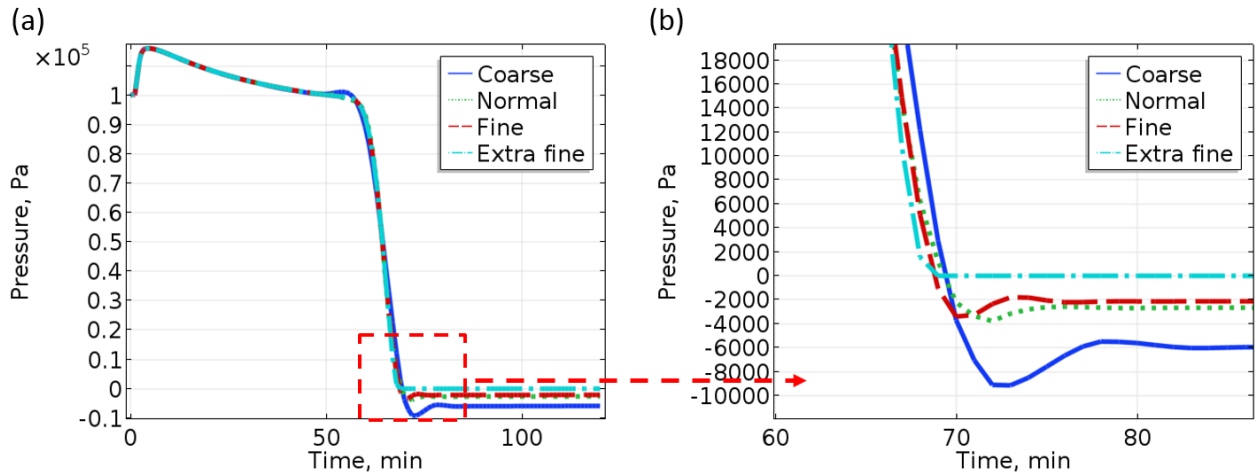 (a)
×10⁵
1
0.9
0.8
0.7
0.6
0.5
0.4
0.3
0.2
0.1
0
-0.1
Pressure, Pa
0
50
100
Time, min
Coarse
Normal
Fine
Extra fine
(b)
18000
16000
14000
12000
10000
8000
6000
4000
2000
0
-2000
-4000
-6000
-8000
-10000
Pressure, Pa
60
70
80
Time, min
Coarse
Normal
Fine
Extra fine